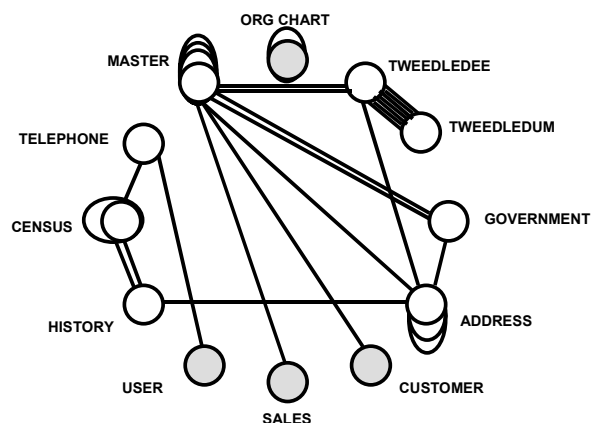 ORG CHART
MASTER
TWEEDLEDEE
TWEEDLEDUM
TELEPHONE
CENSUS
GOVERNMENT
HISTORY
ADDRESS
USER
CUSTOMER
SALES